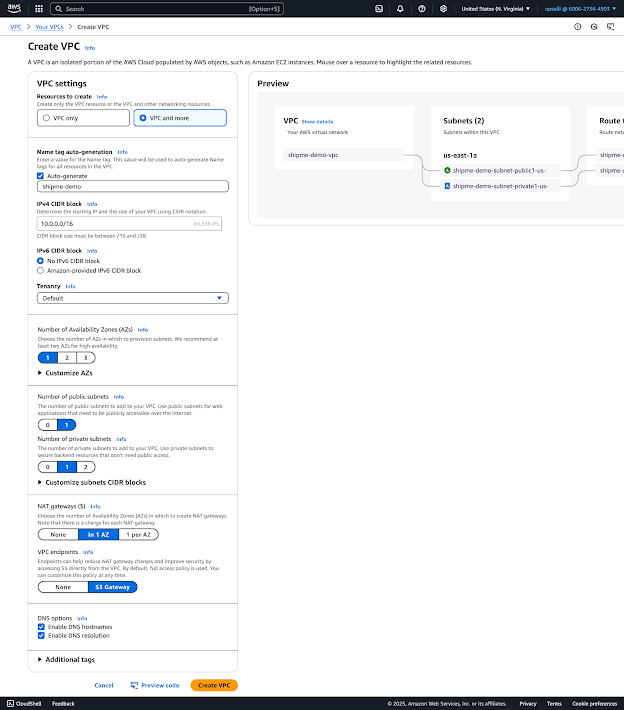 aws
Search [Option+S] United States (N. Virginia) opselli @ 6006-2736-4903
VPC > Your VPCs > Create VPC
Create VPC Info
A VPC is an isolated portion of the AWS Cloud populated by AWS objects, such as Amazon EC2 instances. Mouse over a resource to highlight the related resources.
VPC settings
Resources to create Info
Create only the VPC resource or the VPC and other networking resources.
VPC only VPC and more
Name tag auto-generation Info
Enter a value for the Name tag. This value will be used to auto-generate Name
tags for all resources in the VPC.
Auto-generate
shipme-demo
IPv4 CIDR block Info
Determine the starting IP and the size of your VPC using CIDR notation.
10.0.0.0/16 65,536 IPs
CIDR block size must be between /16 and /28.
IPv6 CIDR block Info
No IPv6 CIDR block
Amazon-provided IPv6 CIDR block
Tenancy Info
Default
Number of Availability Zones (AZs) Info
Choose the number of AZs in which to provision subnets. We recommend at
least two AZs for high availability.
1 2 3
Customize AZs
Number of public subnets Info
The number of public subnets to add to your VPC. Use public subnets for web
applications that need to be publicly accessible over the internet.
0 1
Number of private subnets Info
The number of private subnets to add to your VPC. Use private subnets to
secure backend resources that don't need public access.
0 1 2
Customize subnets CIDR blocks
NAT gateways ($) Info
Choose the number of Availability Zones (AZs) in which to create NAT gateways.
Note that there is a charge for each NAT gateway
None In 1 AZ 1 per AZ
VPC endpoints Info
Endpoints can help reduce NAT gateway charges and improve security by
accessing S3 directly from the VPC. By default, full access policy is used. You
can customize this policy at any time.
None S3 Gateway
DNS options Info
Enable DNS hostnames
Enable DNS resolution
Additional tags
Cancel Preview code Create VPC
Preview
VPC Show details
Your AWS virtual network
shipme-demo-vpc
Subnets (2)
Subnets within this VPC
us-east-1a
A shipme-demo-subnet-public1-us-
A shipme-demo-subnet-private1-us-
Route t
Route netw
shipme-
shipme-
CloudShell Feedback © 2025, Amazon Web Services, Inc. or its affiliates. Privacy Terms Cookie preferences